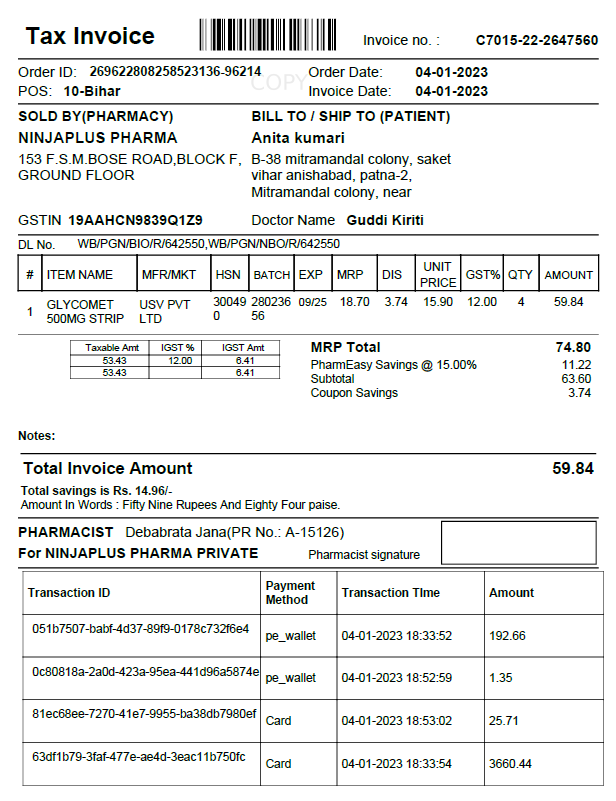 Tax Invoice
Invoice no. : C7015-22-2647560
Order ID: 269622808258523136-96214 Order Date: 04-01-2023
COPY
POS: 10-Bihar Invoice Date: 04-01-2023
SOLD BY(PHARMACY) BILL TO / SHIP TO (PATIENT)
NINJAPLUS PHARMA Anita kumari
153 F.S.M.BOSE ROAD,BLOCK F, B-38 mitramandal colony, saket
GROUND FLOOR vihar anishabad, patna-2,
Mitramandal colony, near
GSTIN 19AAHCN9839Q1Z9 Doctor Name Guddi Kiriti
DL No. WB/PGN/BIO/R/642550,WB/PGN/NBO/R/642550
# ITEM NAME MFR/MKT HSN BATCH EXP MRP DIS UNIT PRICE GST% QTY AMOUNT
1 GLYCOMET USV PVT 30049 280236 09/25 18.70 3.74 15.90 12.00 4 59.84
500MG STRIP LTD 0 56
Taxable Amt IGST % IGST Amt
53.43 12.00 6.41
53.43 6.41
MRP Total 74.80
PharmEasy Savings @ 15.00% 11.22
Subtotal 63.60
Coupon Savings 3.74
Notes:
Total Invoice Amount 59.84
Total savings is Rs. 14.96/-
Amount In Words : Fifty Nine Rupees And Eighty Four paise.
PHARMACIST Debabrata Jana(PR No.: A-15126)
For NINJAPLUS PHARMA PRIVATE Pharmacist signature
Transaction ID Payment Method Transaction TIme Amount
051b7507-babf-4d37-89f9-0178c732f6e4 pe_wallet 04-01-2023 18:33:52 192.66
0c80818a-2a0d-423a-95ea-441d96a5874e pe_wallet 04-01-2023 18:52:59 1.35
81ec68ee-7270-41e7-9955-ba38db7980ef Card 04-01-2023 18:53:02 25.71
63df1b79-3faf-477e-ae4d-3eac11b750fc Card 04-01-2023 18:33:54 3660.44